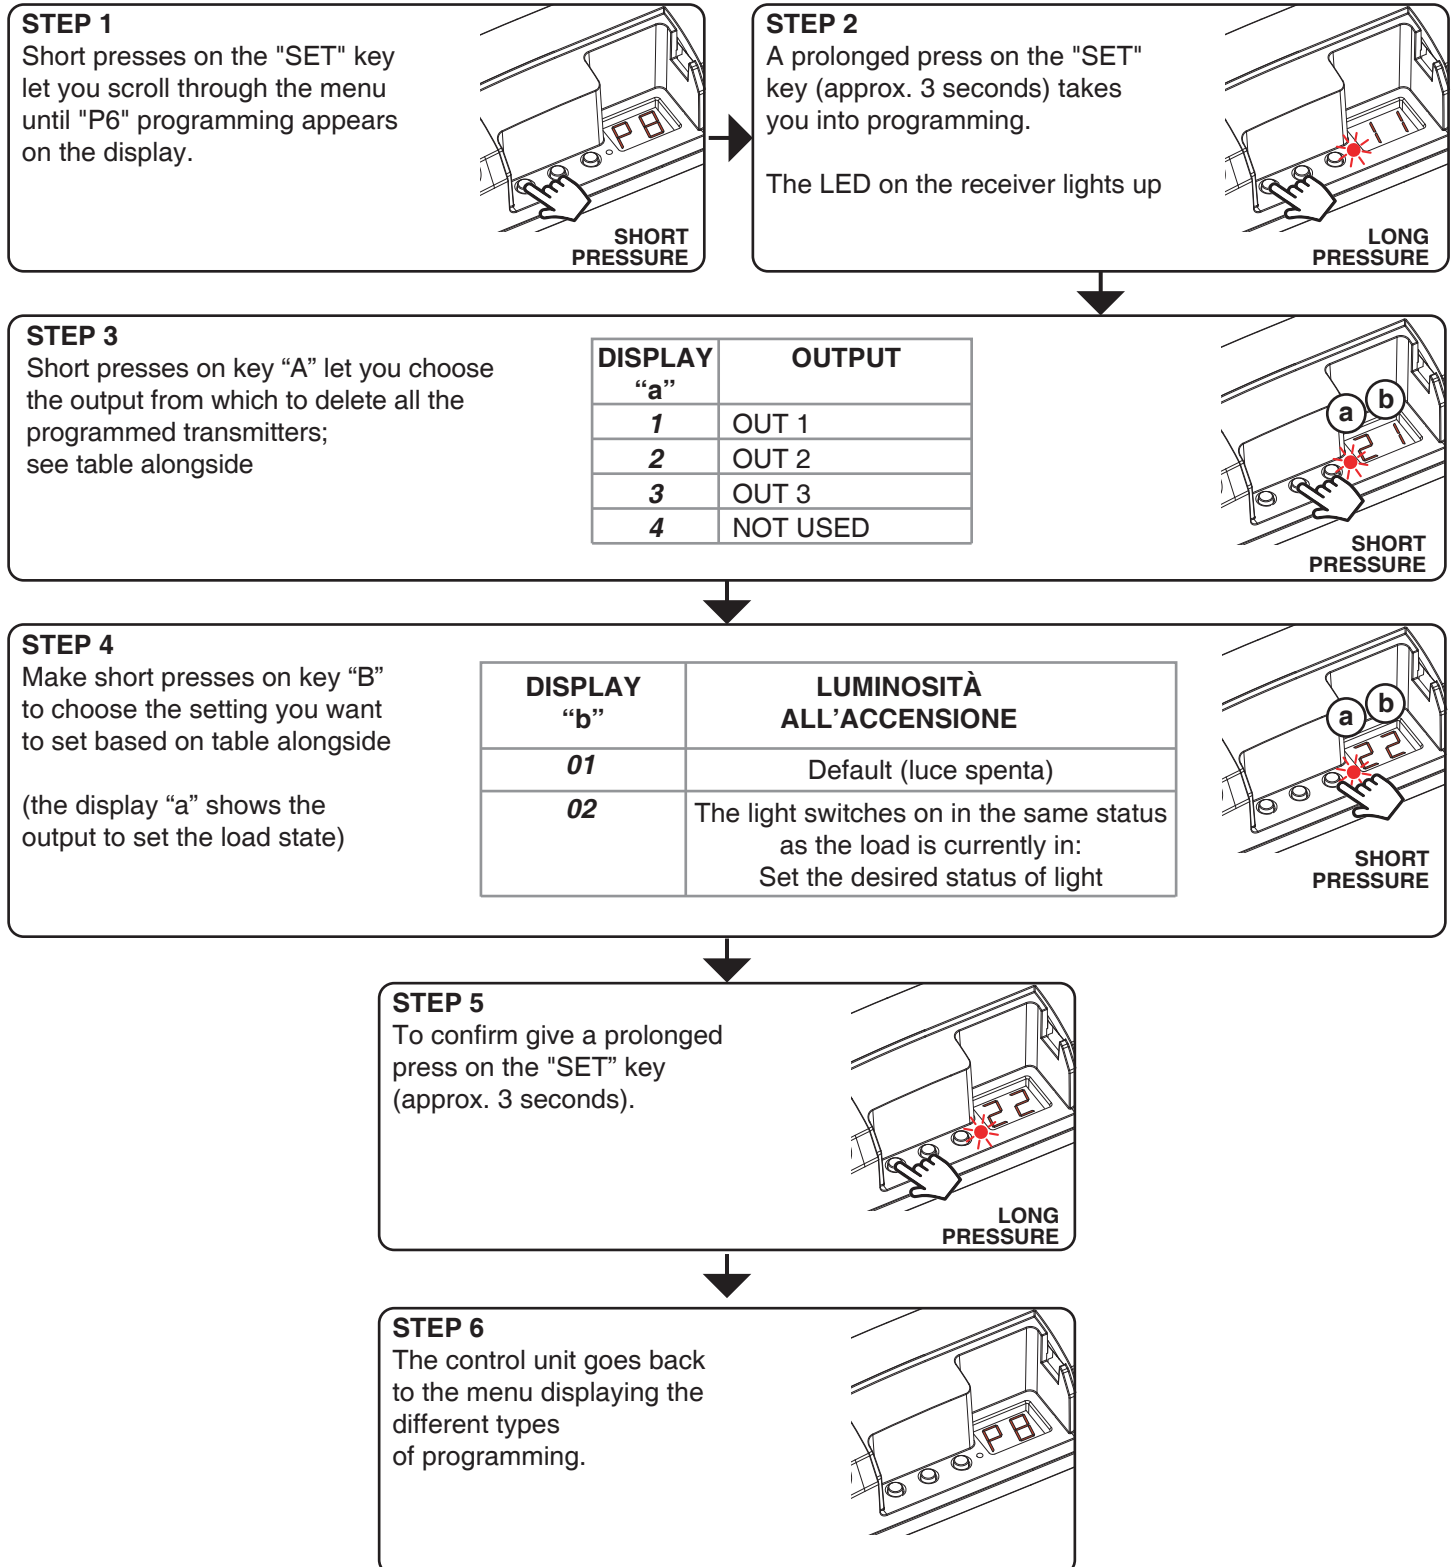 STEP 1
Short presses on the "SET" key
let you scroll through the menu
until "P6" programming appears
on the display.
P8
SHORT
PRESSURE
STEP 2
A prolonged press on the "SET"
key (approx. 3 seconds) takes
you into programming.
The LED on the receiver lights up
11
LONG
PRESSURE
STEP 3
Short presses on key “A” let you choose
the output from which to delete all the
programmed transmitters;
see table alongside
DISPLAY OUTPUT
“a”
1 OUT 1
2 OUT 2
3 OUT 3
4 NOT USED
a b
21
SHORT
PRESSURE
STEP 4
Make short presses on key “B”
to choose the setting you want
to set based on table alongside
(the display “a” shows the
output to set the load state)
DISPLAY LUMINOSITÀ
“b” ALL’ACCENSIONE
01 Default (luce spenta)
02 The light switches on in the same status
as the load is currently in:
Set the desired status of light
a b
22
SHORT
PRESSURE
STEP 5
To confirm give a prolonged
press on the "SET” key
(approx. 3 seconds).
22
LONG
PRESSURE
STEP 6
The control unit goes back
to the menu displaying the
different types
of programming.
P8